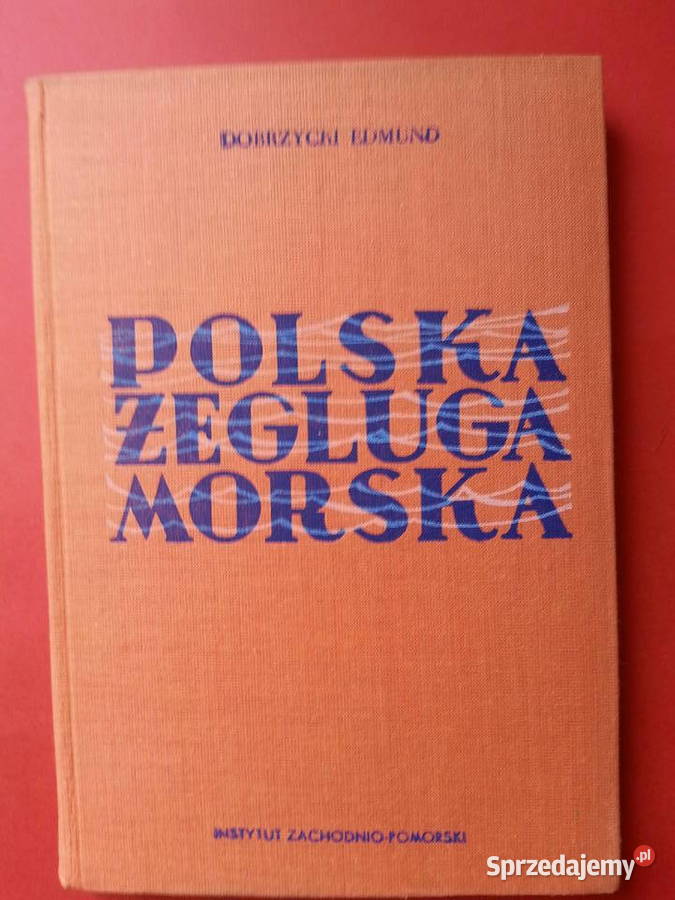 DOBRZYCKI EDMUND
POLSKA
ŻEGLUGA
MORSKA
INSTYTUT ZACHODNIO-POMORSKI
Sprzedajemy.pl